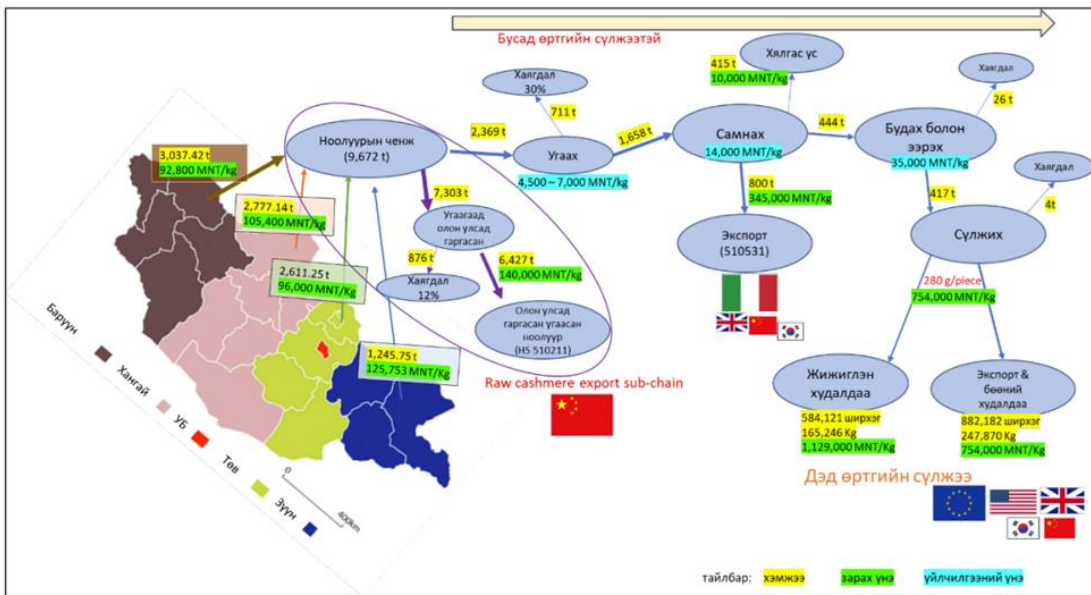 Бусад өртгийн сүлжээтэй
Хаягдал
30%
711 t
415 t
10,000 MNT/kg
Хялгас үс
Хаягдал
26 t
3,037.42 t
92,800 MNT/kg
Ноолуурын ченж
(9,672 t)
2,369 t
Угаах
4,500 – 7,000 MNT/kg
1,658 t
Самнах
14,000 MNT/kg
444 t
Будах болон
ээрэх
35,000 MNT/kg
Хаягдал
4t
2,777.14 t
105,400 MNT/kg
7,303 t
Угаагаад
олон улсад
гаргасан
800 t
345,000 MNT/kg
417 t
Сүлжих
2,611.25 t
96,000 MNT/Kg
876 t
Хаягдал
12%
6,427 t
140,000 MNT/kg
Экспорт
(510531)
280 g/piece
754,000 MNT/Kg
Олон улсад
гаргасан угаасан
ноолуур
(HS 510211)
1,245.75 t
125,753 MNT/Kg
Raw cashmere export sub-chain
Жижиглэн
худалдаа
584,121 ширхэг
165,246 Kg
1,129,000 MNT/Kg
Экспорт &
бөөний
худалдаа
882,182 ширхэг
247,870 Kg
754,000 MNT/Kg
Дэд өртгийн сүлжээ
Баруун
Хангай
УБ
Төв
Зүүн
0
400km
тайлбар: хэмжээ зарах үнэ үйлчилгээний үнэ